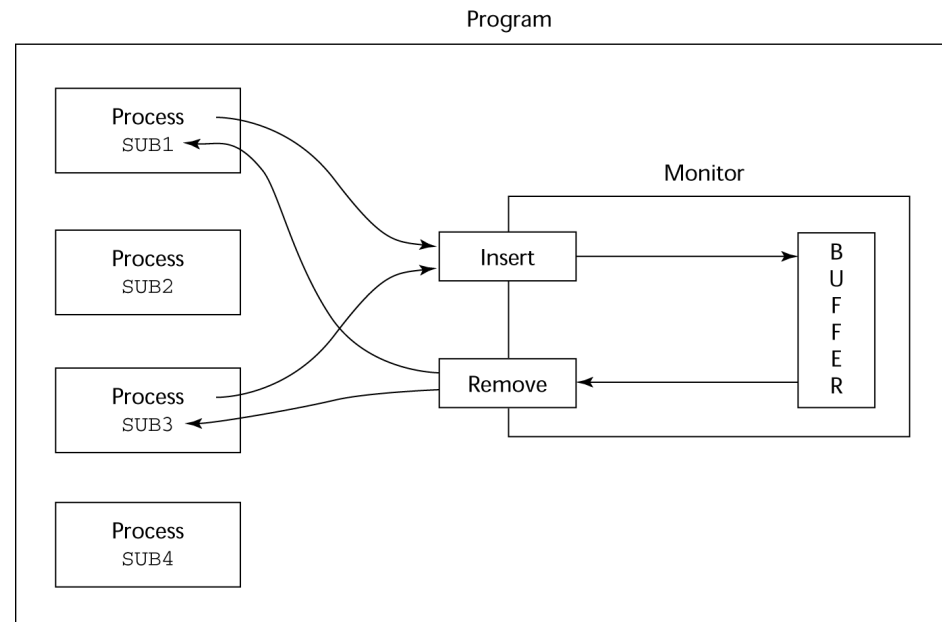 Program
Process
SUB1
Monitor
Process
SUB2
Insert
B
U
F
F
E
R
Process
SUB3
Remove
Process
SUB4